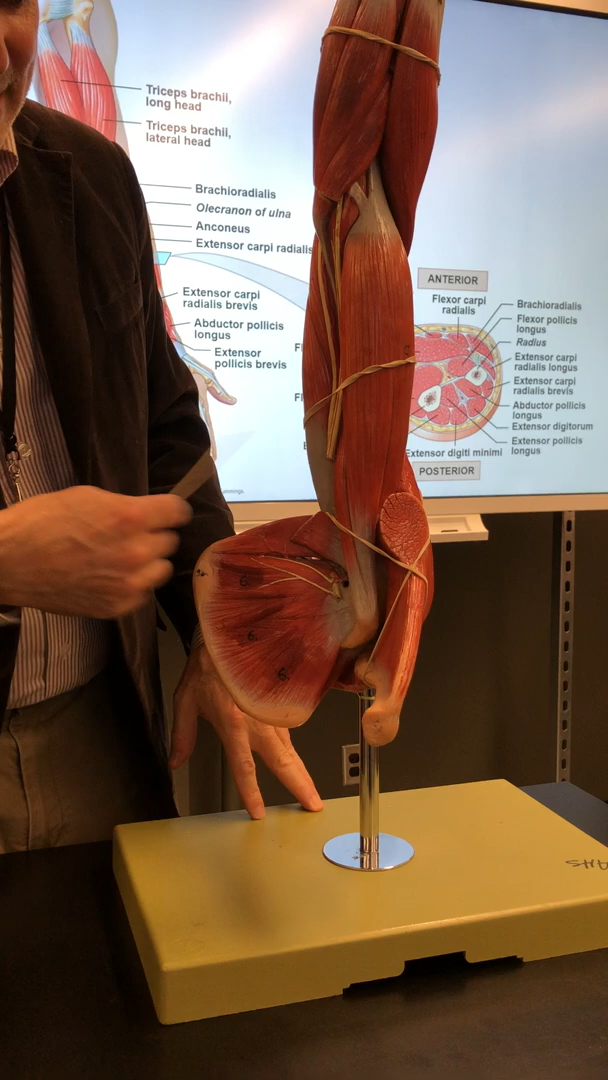 Triceps brachii,
long head
Triceps brachii,
lateral head
Brachioradialis
Olecranon of ulna
Anconeus
Extensor carpi radialis
Extensor carpi
radialis brevis
Abductor pollicis
longus
Extensor
pollicis brevis
ANTERIOR
Flexor carpi
radialis
Brachioradialis
Flexor pollicis
longus
Radius
Extensor carpi
radialis longus
Extensor carpi
radialis brevis
Abductor pollicis
longus
Extensor digitorum
Extensor pollicis
longus
Extensor digiti minimi
POSTERIOR